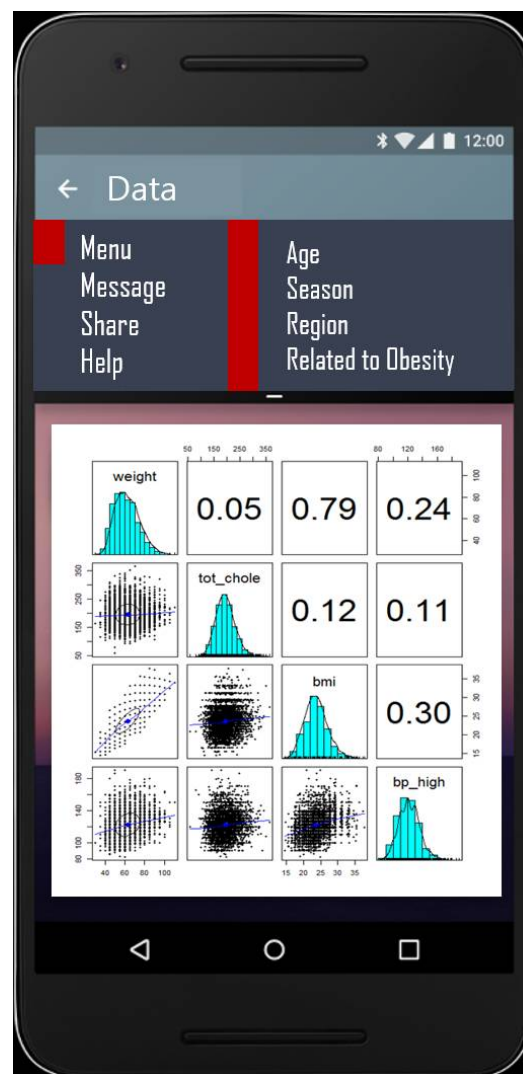 12:00
Data
Menu
Message
Share
Help
Age
Season
Region
Related to Obesity
50 150 250 350
80 120 160
weight
0.05
0.79
0.24
40 60 80 100
50 150 250 350
tot_chole
0.12
0.11
bmi
0.30
15 20 25 30 35
80 100 120 140 160 180
bp_high
40 60 80 100
15 20 25 30 35